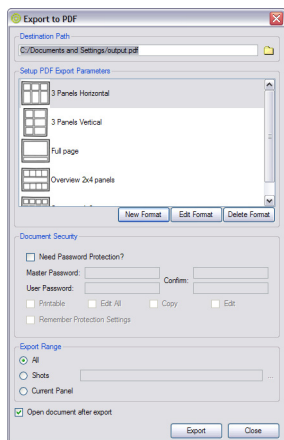 Export to PDF
Destination Path
C:/Documents and Settings/output.pdf
Setup PDF Export Parameters
3 Panels Horizontal
3 Panels Vertical
Full page
Overview 2x4 panels
New Format Edit Format Delete Format
Document Security
Need Password Protection?
Master Password:
Confirm:
User Password:
Printable Edit All Copy Edit
Remember Protection Settings
Export Range
All
Shots ...
Current Panel
Open document after export
Export Close